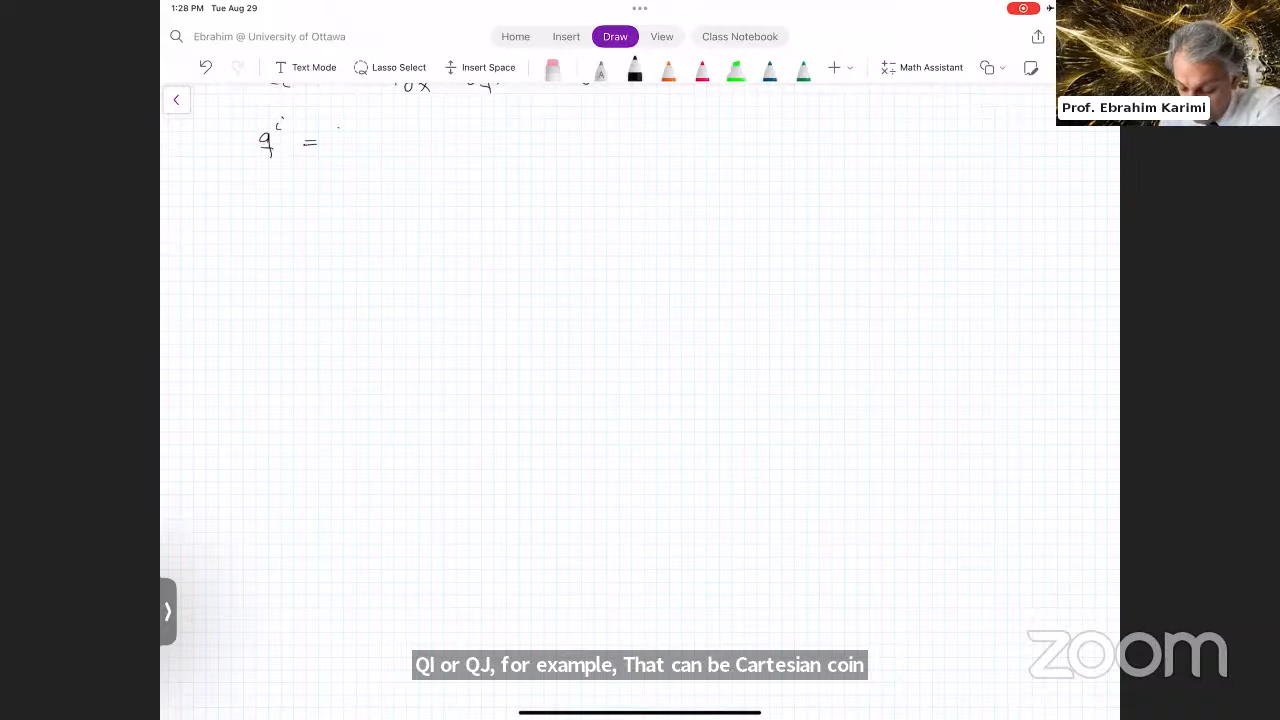 1:28 PM Tue Aug 29
Ebrahim @ University of Ottawa
Home Insert Draw View Class Notebook
Text Mode Lasso Select Insert Space A Math Assistant
Prof. Ebrahim Karimi
qⁱ =
QI or QJ, for example, That can be Cartesian coin
zoom